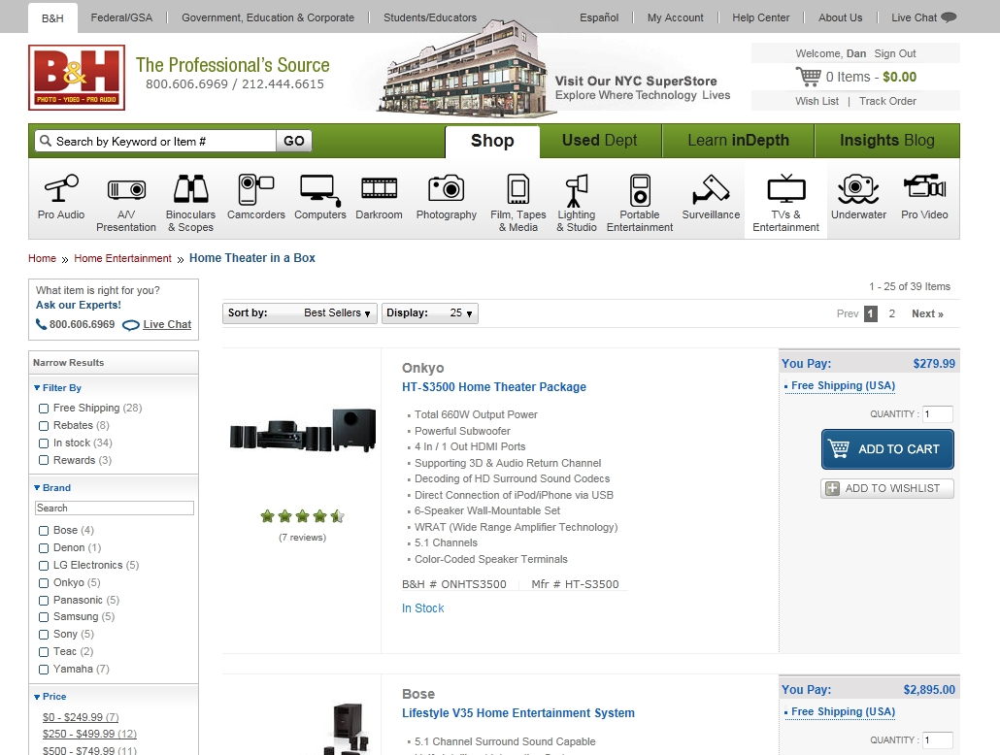 B&H
Federal/GSA
Government, Education & Corporate
Students/Educators
Español
My Account
Help Center
About Us
Live Chat
B&H
PHOTO - VIDEO - PRO AUDIO
The Professional's Source
800.606.6969 / 212.444.6615
Visit Our NYC SuperStore
Explore Where Technology Lives
Welcome, Dan Sign Out
0 Items - $0.00
Wish List | Track Order
Search by Keyword or Item #
GO
Shop
Used Dept
Learn inDepth
Insights Blog
Pro Audio
A/V
Presentation
Binoculars
& Scopes
Camcorders
Computers
Darkroom
Photography
Film, Tapes
& Media
Lighting
& Studio
Portable
Entertainment
Surveillance
TVs &
Entertainment
Underwater
Pro Video
Home » Home Entertainment » Home Theater in a Box
What item is right for you?
Ask our Experts!
800.606.6969 Live Chat
Narrow Results
Filter By
Free Shipping (28)
Rebates (8)
In stock (34)
Rewards (3)
Brand
Search
Bose (4)
Denon (1)
LG Electronics (5)
Onkyo (5)
Panasonic (5)
Samsung (5)
Sony (5)
Teac (2)
Yamaha (7)
Price
$0 - $249.99 (7)
$250 - $499.99 (12)
$500 - $749.99 (11)
1 - 25 of 39 Items
Sort by: Best Sellers
Display: 25
Prev 1 2 Next »
Onkyo
HT-S3500 Home Theater Package
Total 660W Output Power
Powerful Subwoofer
4 In / 1 Out HDMI Ports
Supporting 3D & Audio Return Channel
Decoding of HD Surround Sound Codecs
Direct Connection of iPod/iPhone via USB
6-Speaker Wall-Mountable Set
WRAT (Wide Range Amplifier Technology)
5.1 Channels
Color-Coded Speaker Terminals
B&H # ONHTS3500 Mfr # HT-S3500
In Stock
(7 reviews)
You Pay: $279.99
Free Shipping (USA)
QUANTITY : 1
ADD TO CART
ADD TO WISHLIST
Bose
Lifestyle V35 Home Entertainment System
5.1 Channel Surround Sound Capable
You Pay: $2,895.00
Free Shipping (USA)
QUANTITY : 1